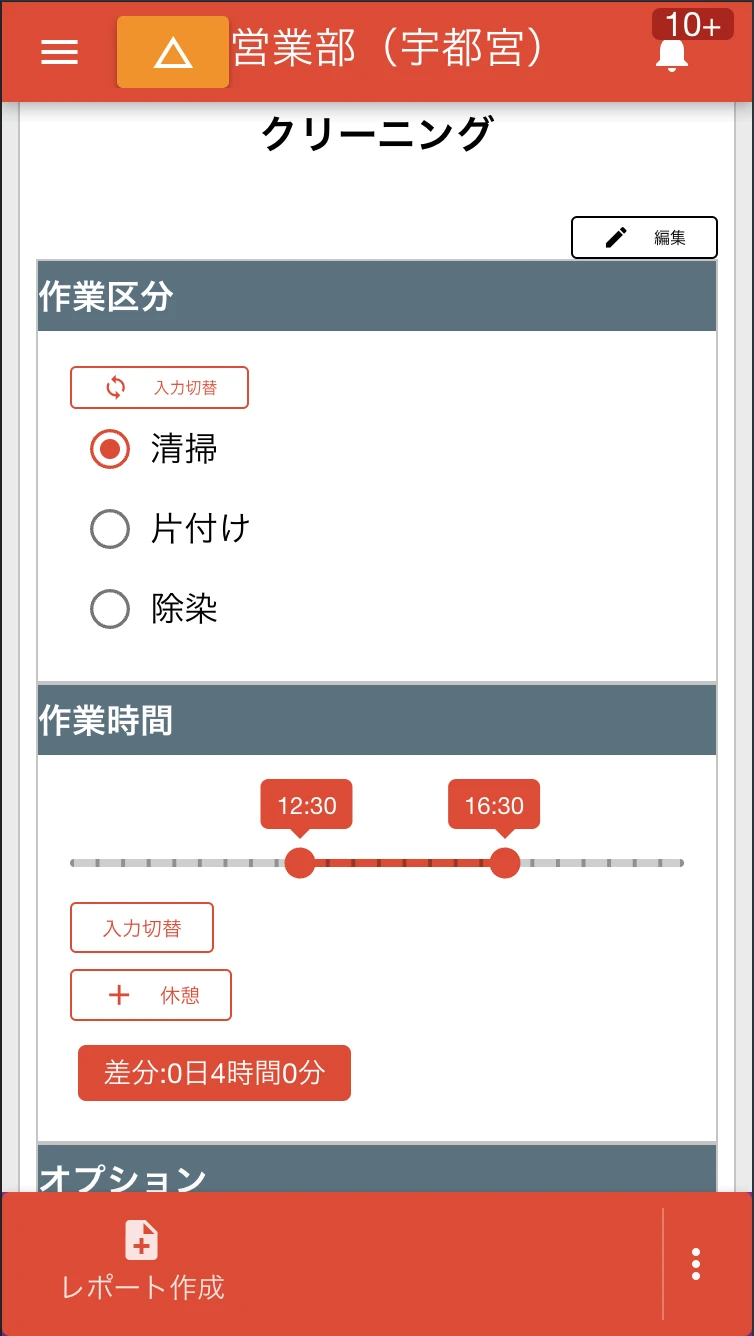 営業部（宇都宮）
10+
クリーニング
編集
作業区分
入力切替
清掃
片付け
除染
作業時間
12:30
16:30
入力切替
休憩
差分:0日4時間0分
オプション
レポート作成